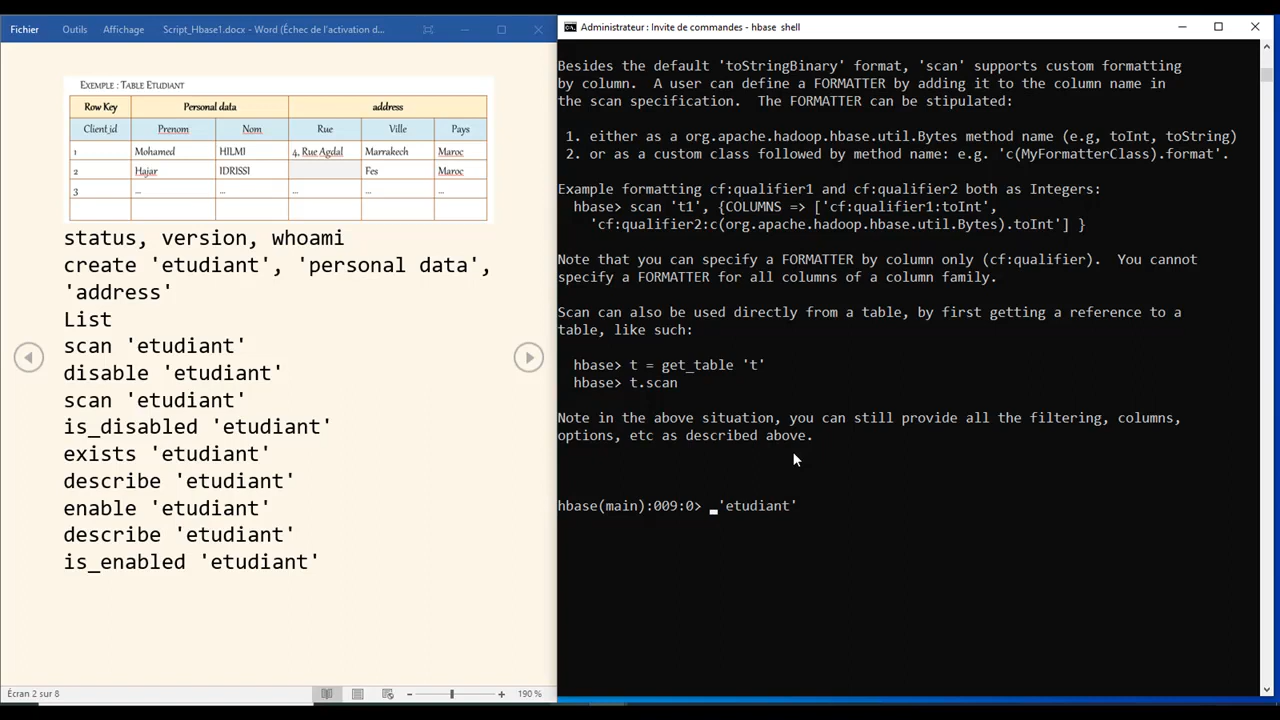 Fichier Outils Affichage Script_Hbase1.docx - Word (Échec de l'activation d...
EXEMPLE : TABLE ETUDIANT
Row Key Personal data address
Client_id Prenom Nom Rue Ville Pays
1 Mohamed HILMI 4, Rue Agdal Marrakech Maroc
2 Hajar IDRISSI Fes Maroc
3 ... ... ... ... ...
status, version, whoami
create 'etudiant', 'personal data',
'address'
List
scan 'etudiant'
disable 'etudiant'
scan 'etudiant'
is_disabled 'etudiant'
exists 'etudiant'
describe 'etudiant'
enable 'etudiant'
describe 'etudiant'
is_enabled 'etudiant'
Écran 2 sur 8 190 %
Administrateur : Invite de commandes - hbase shell
Besides the default 'toStringBinary' format, 'scan' supports custom formatting
by column. A user can define a FORMATTER by adding it to the column name in
the scan specification. The FORMATTER can be stipulated:
1. either as a org.apache.hadoop.hbase.util.Bytes method name (e.g, toInt, toString)
2. or as a custom class followed by method name: e.g. 'c(MyFormatterClass).format'.
Example formatting cf:qualifier1 and cf:qualifier2 both as Integers:
hbase> scan 't1', {COLUMNS => ['cf:qualifier1:toInt',
'cf:qualifier2:c(org.apache.hadoop.hbase.util.Bytes).toInt'] }
Note that you can specify a FORMATTER by column only (cf:qualifier). You cannot
specify a FORMATTER for all columns of a column family.
Scan can also be used directly from a table, by first getting a reference to a
table, like such:
hbase> t = get_table 't'
hbase> t.scan
Note in the above situation, you can still provide all the filtering, columns,
options, etc as described above.
hbase(main):009:0> 'etudiant'